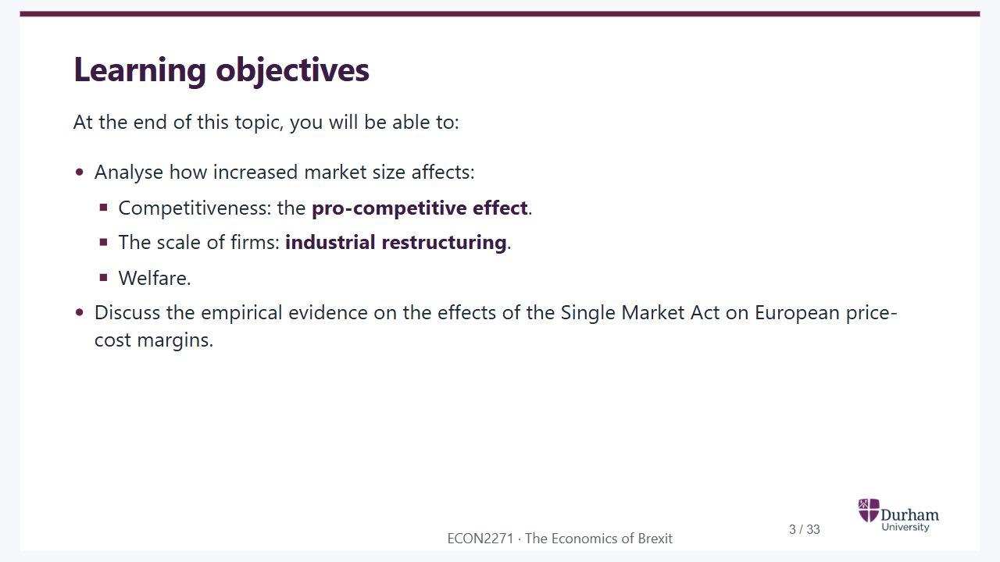 Learning objectives
At the end of this topic, you will be able to:
Analyse how increased market size affects:
Competitiveness: the pro-competitive effect.
The scale of firms: industrial restructuring.
Welfare.
Discuss the empirical evidence on the effects of the Single Market Act on European price-
cost margins.
ECON2271 · The Economics of Brexit
3 / 33
Durham
University